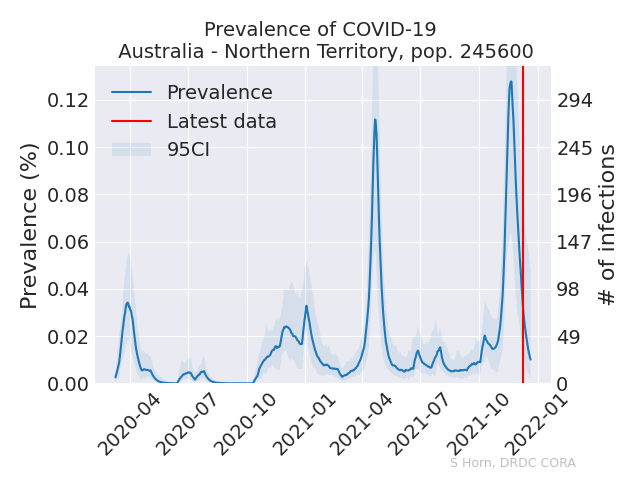 Prevalence of COVID-19
Australia - Northern Territory, pop. 245600
Prevalence
Latest data
95CI
Prevalence (%)
0.12
0.10
0.08
0.06
0.04
0.02
0.00
294
245
196
147
98
49
0
# of infections
2020-04
2020-07
2020-10
2021-01
2021-04
2021-07
2021-10
2022-01
S Horn, DRDC CORA